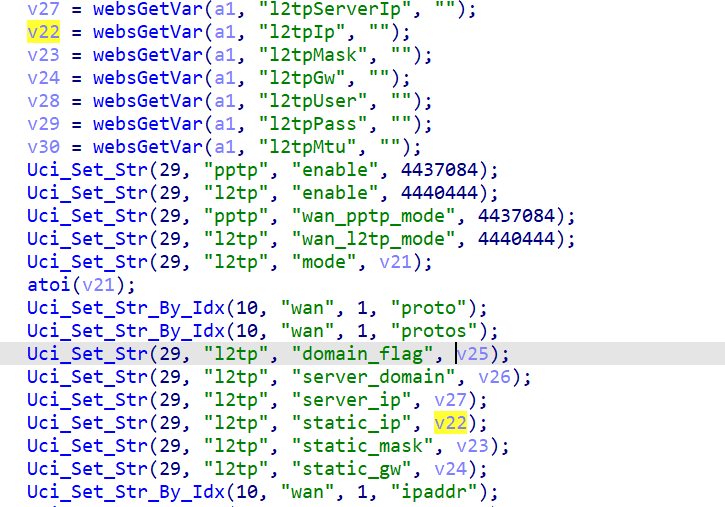 v27 = websGetVar(a1, "l2tpServerIp", "");
v22 = websGetVar(a1, "l2tpIp", "");
v23 = websGetVar(a1, "l2tpMask", "");
v24 = websGetVar(a1, "l2tpGw", "");
v28 = websGetVar(a1, "l2tpUser", "");
v29 = websGetVar(a1, "l2tpPass", "");
v30 = websGetVar(a1, "l2tpMtu", "");
Uci_Set_Str(29, "pptp", "enable", 4437084);
Uci_Set_Str(29, "l2tp", "enable", 4440444);
Uci_Set_Str(29, "pptp", "wan_pptp_mode", 4437084);
Uci_Set_Str(29, "l2tp", "wan_l2tp_mode", 4440444);
Uci_Set_Str(29, "l2tp", "mode", v21);
atoi(v21);
Uci_Set_Str_By_Idx(10, "wan", 1, "proto");
Uci_Set_Str_By_Idx(10, "wan", 1, "protos");
Uci_Set_Str(29, "l2tp", "domain_flag", v25);
Uci_Set_Str(29, "l2tp", "server_domain", v26);
Uci_Set_Str(29, "l2tp", "server_ip", v27);
Uci_Set_Str(29, "l2tp", "static_ip", v22);
Uci_Set_Str(29, "l2tp", "static_mask", v23);
Uci_Set_Str(29, "l2tp", "static_gw", v24);
Uci_Set_Str_By_Idx(10, "wan", 1, "ipaddr");